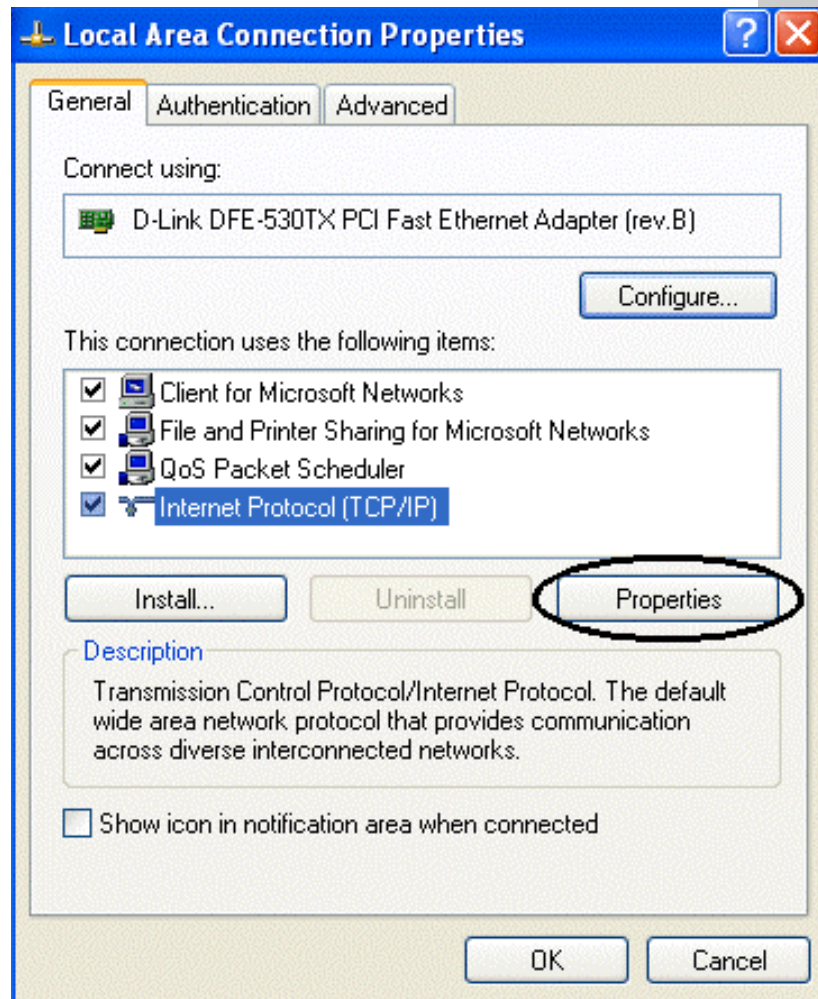 Local Area Connection Properties
?
General Authentication Advanced
Connect using:
D-Link DFE-530TX PCI Fast Ethernet Adapter (rev.B)
Configure...
This connection uses the following items:
Client for Microsoft Networks
File and Printer Sharing for Microsoft Networks
QoS Packet Scheduler
Internet Protocol (TCP/IP)
Install... Uninstall Properties
Description
Transmission Control Protocol/Internet Protocol. The default
wide area network protocol that provides communication
across diverse interconnected networks.
Show icon in notification area when connected
OK Cancel